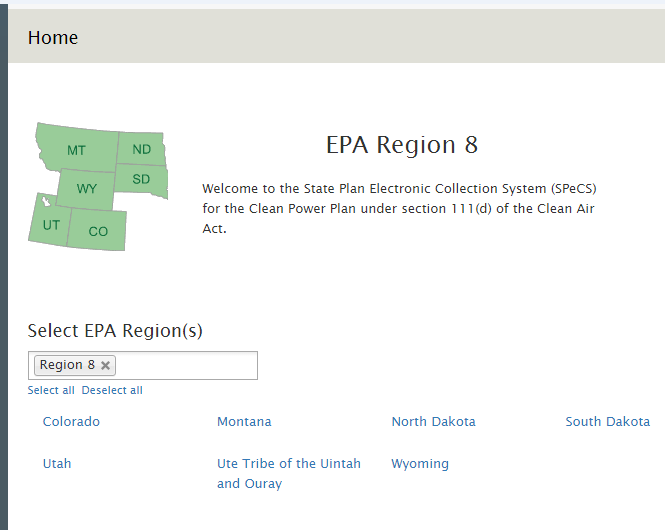 Home
MT
ND
WY
SD
UT
CO
EPA Region 8
Welcome to the State Plan Electronic Collection System (SPeCS)
for the Clean Power Plan under section 111(d) of the Clean Air
Act.
Select EPA Region(s)
Region 8 ×
Select all Deselect all
Colorado Montana North Dakota South Dakota
Utah Ute Tribe of the Uintah Wyoming
and Ouray